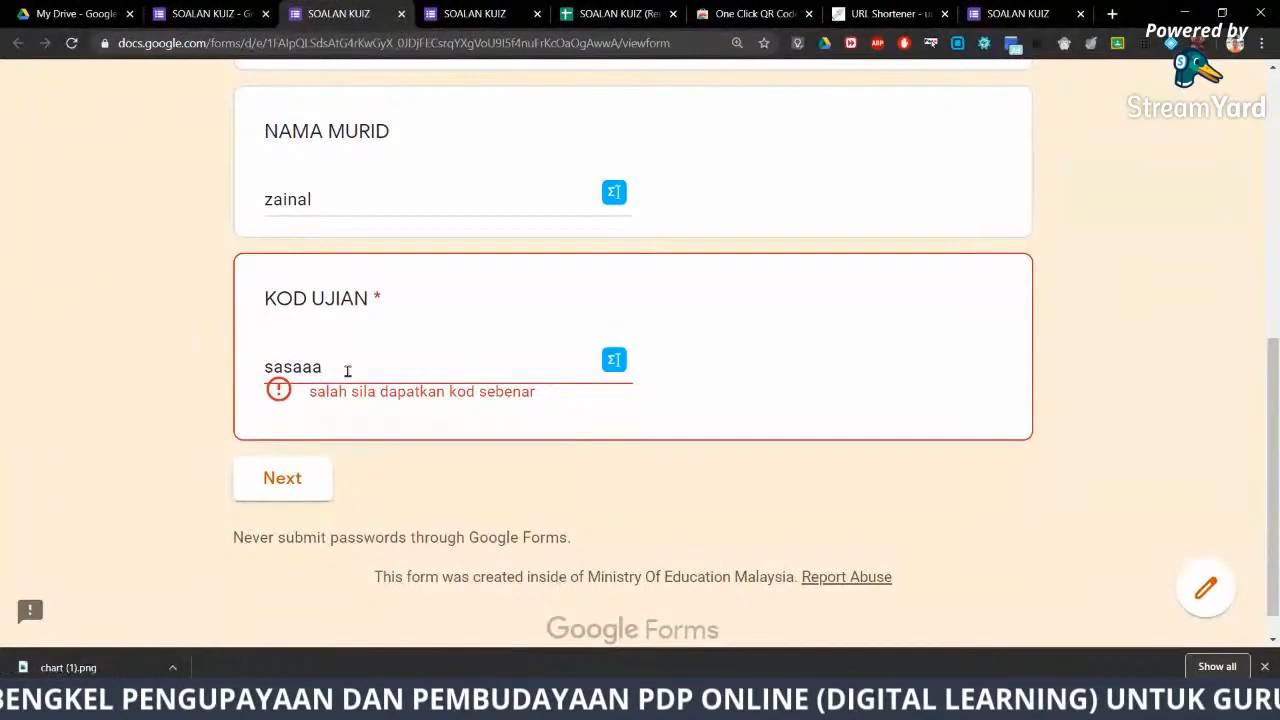 My Drive - Google
SOALAN KUIZ - G
SOALAN KUIZ
SOALAN KUIZ
SOALAN KUIZ (Re
One Click QR Code
URL Shortener - u
SOALAN KUIZ
Powered by
StreamYard
NAMA MURID
zainal
KOD UJIAN *
sasaaa
salah sila dapatkan kod sebenar
Next
Never submit passwords through Google Forms.
This form was created inside of Ministry Of Education Malaysia. Report Abuse
Google Forms
chart (1).png
Show all
BENGKEL PENGUPAYAAN DAN PEMBUDAYAAN PDP ONLINE (DIGITAL LEARNING) UNTUK GURU